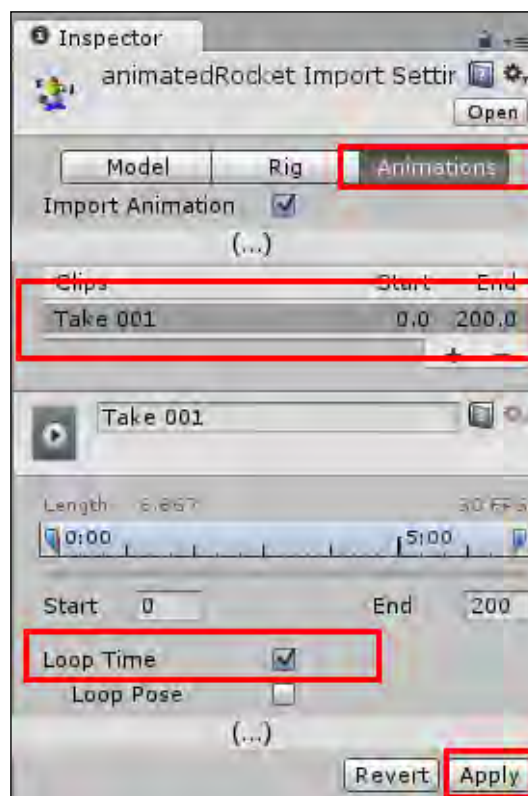 Inspector
animatedRocket Import Settir
Open
Model Rig Animations
Import Animation
(...)
Clips Start End
Take 001 0.0 200.0
+ −
Take 001
Length 6.667 30 FPS
0:00 5:00
Start 0 End 200
Loop Time
Loop Pose
(...)
Revert Apply